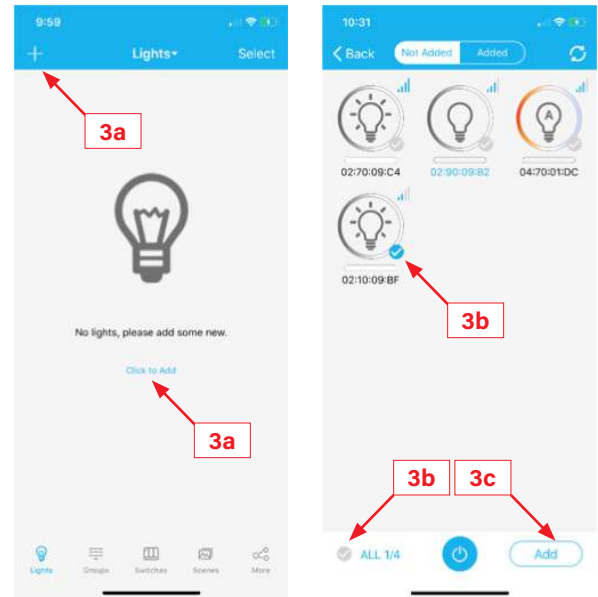 9:59
Lights
Select
3a
No lights, please add some new.
Click to Add
3a
Lights
Groups
Switches
Scenes
More
10:31
Back
Not Added
Added
02:70:09:C4
02:90:09:B2
A
04:70:01:DC
02:10:09:BF
3b
3b
3c
ALL 1/4
Add